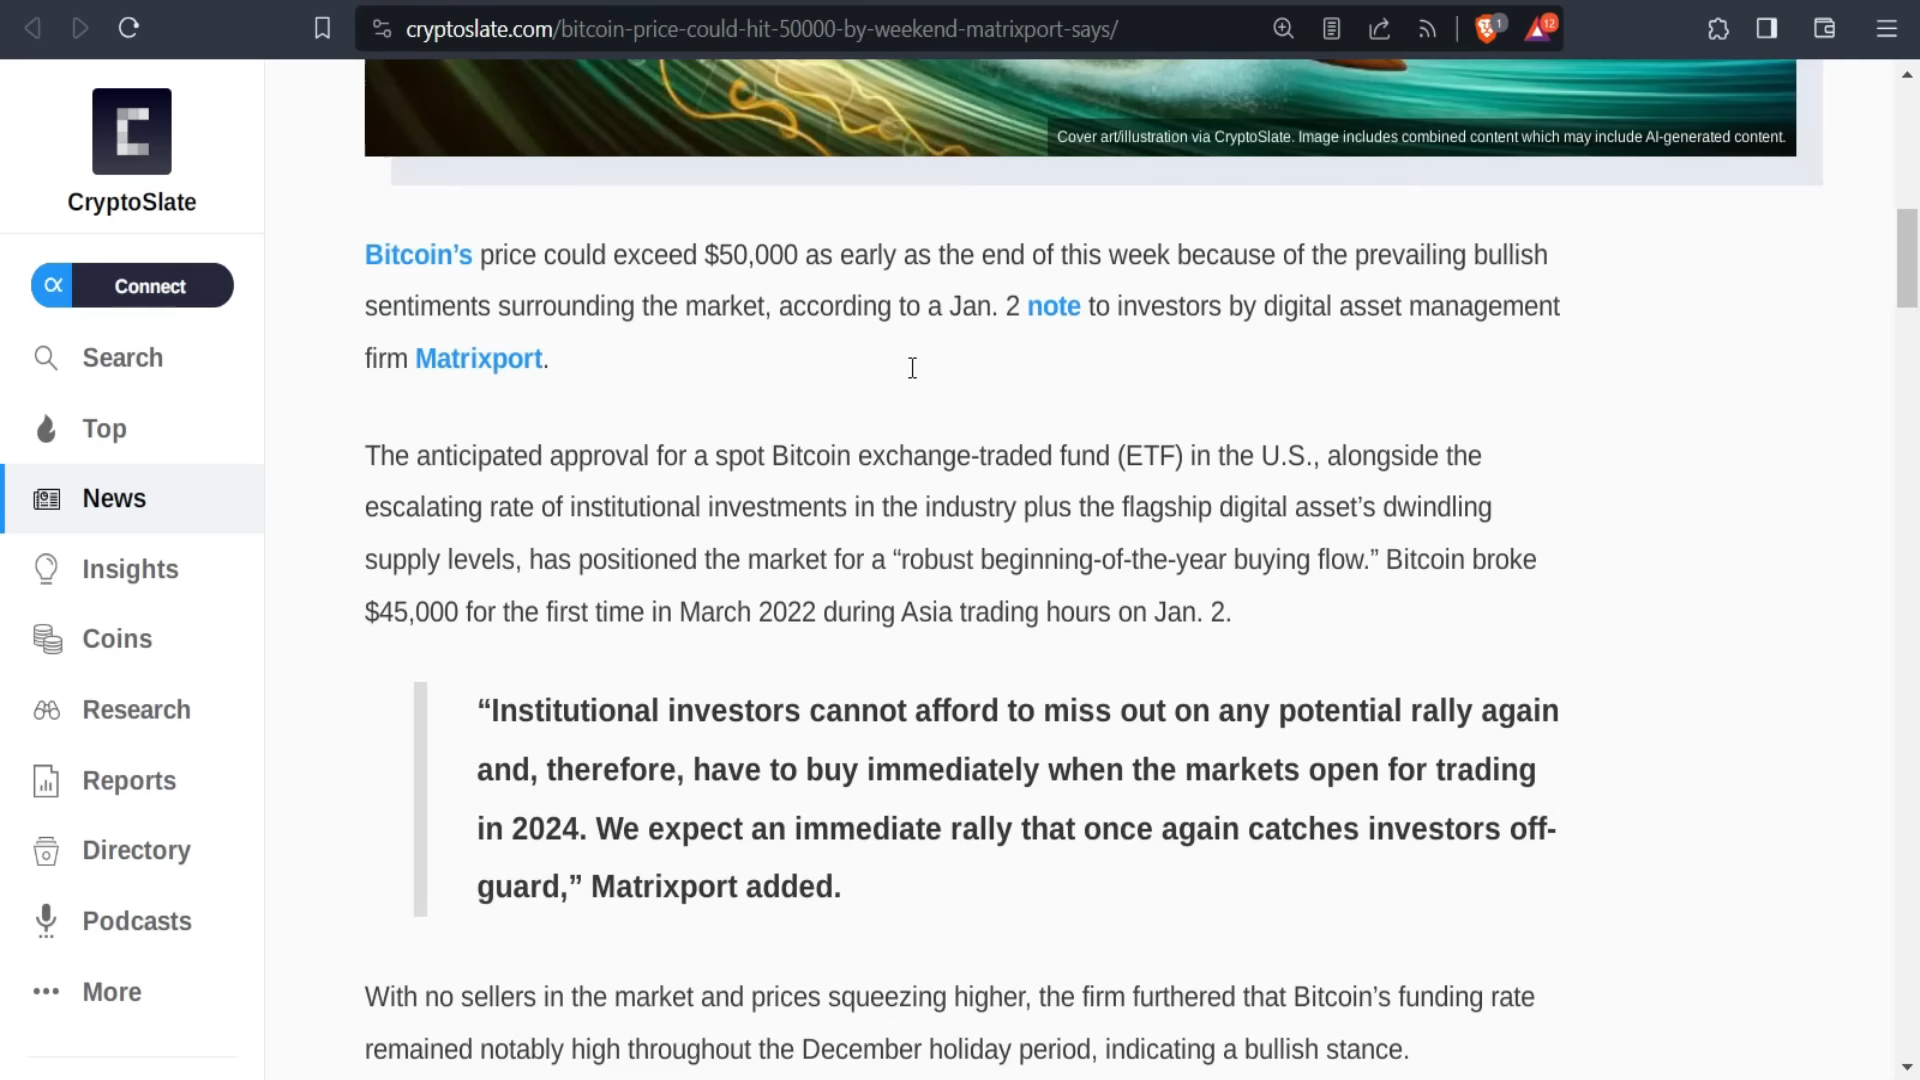 cryptoslate.com/bitcoin-price-could-hit-50000-by-weekend-matrixport-says/
1
12
CryptoSlate
Connect
Search
Top
News
Insights
Coins
Research
Reports
Directory
Podcasts
More
Cover art/illustration via CryptoSlate. Image includes combined content which may include AI-generated content.
Bitcoin’s price could exceed $50,000 as early as the end of this week because of the prevailing bullish
sentiments surrounding the market, according to a Jan. 2 note to investors by digital asset management
firm Matrixport.
The anticipated approval for a spot Bitcoin exchange-traded fund (ETF) in the U.S., alongside the
escalating rate of institutional investments in the industry plus the flagship digital asset’s dwindling
supply levels, has positioned the market for a “robust beginning-of-the-year buying flow.” Bitcoin broke
$45,000 for the first time in March 2022 during Asia trading hours on Jan. 2.
“Institutional investors cannot afford to miss out on any potential rally again
and, therefore, have to buy immediately when the markets open for trading
in 2024. We expect an immediate rally that once again catches investors off-
guard,” Matrixport added.
With no sellers in the market and prices squeezing higher, the firm furthered that Bitcoin’s funding rate
remained notably high throughout the December holiday period, indicating a bullish stance.